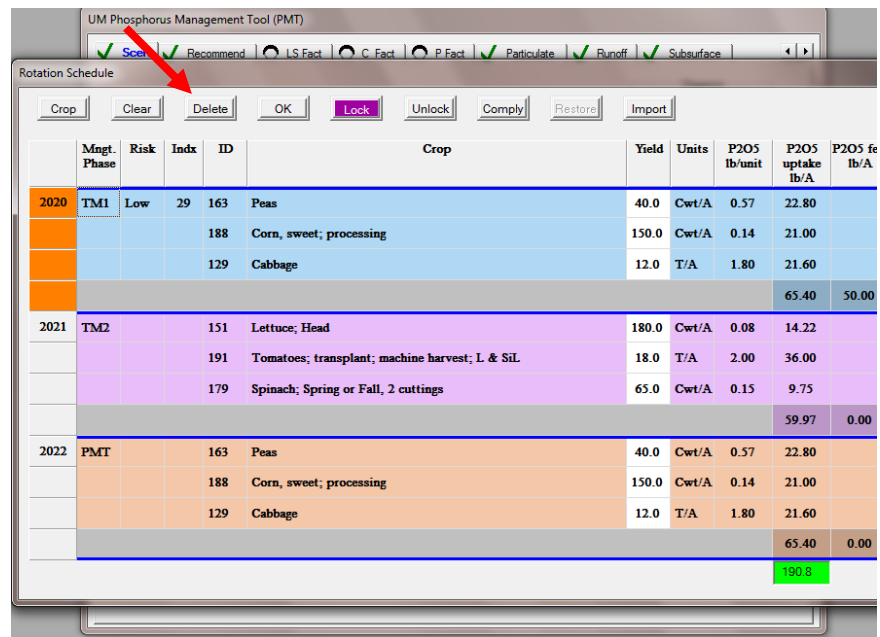 UM Phosphorus Management Tool (PMT)
Recommend LS Fact C Fact P Fact Particulate Runoff Subsurface
Rotation Schedule
Crop Clear Delete OK Lock Unlock Comply Restore Import
Mngt. Phase Risk Indx ID Crop Yield Units P2O5 lb/unit P2O5 uptake lb/A P2O5 fe lb/A
2020 TM1 Low 29 163 Peas 40.0 Cwt/A 0.57 22.80
188 Corn, sweet; processing 150.0 Cwt/A 0.14 21.00
129 Cabbage 12.0 T/A 1.80 21.60
65.40 50.00
2021 TM2 151 Lettuce; Head 180.0 Cwt/A 0.08 14.22
191 Tomatoes; transplant; machine harvest; L & SiL 18.0 T/A 2.00 36.00
179 Spinach; Spring or Fall, 2 cuttings 65.0 Cwt/A 0.15 9.75
59.97 0.00
2022 PMT 163 Peas 40.0 Cwt/A 0.57 22.80
188 Corn, sweet; processing 150.0 Cwt/A 0.14 21.00
129 Cabbage 12.0 T/A 1.80 21.60
65.40 0.00
190.8